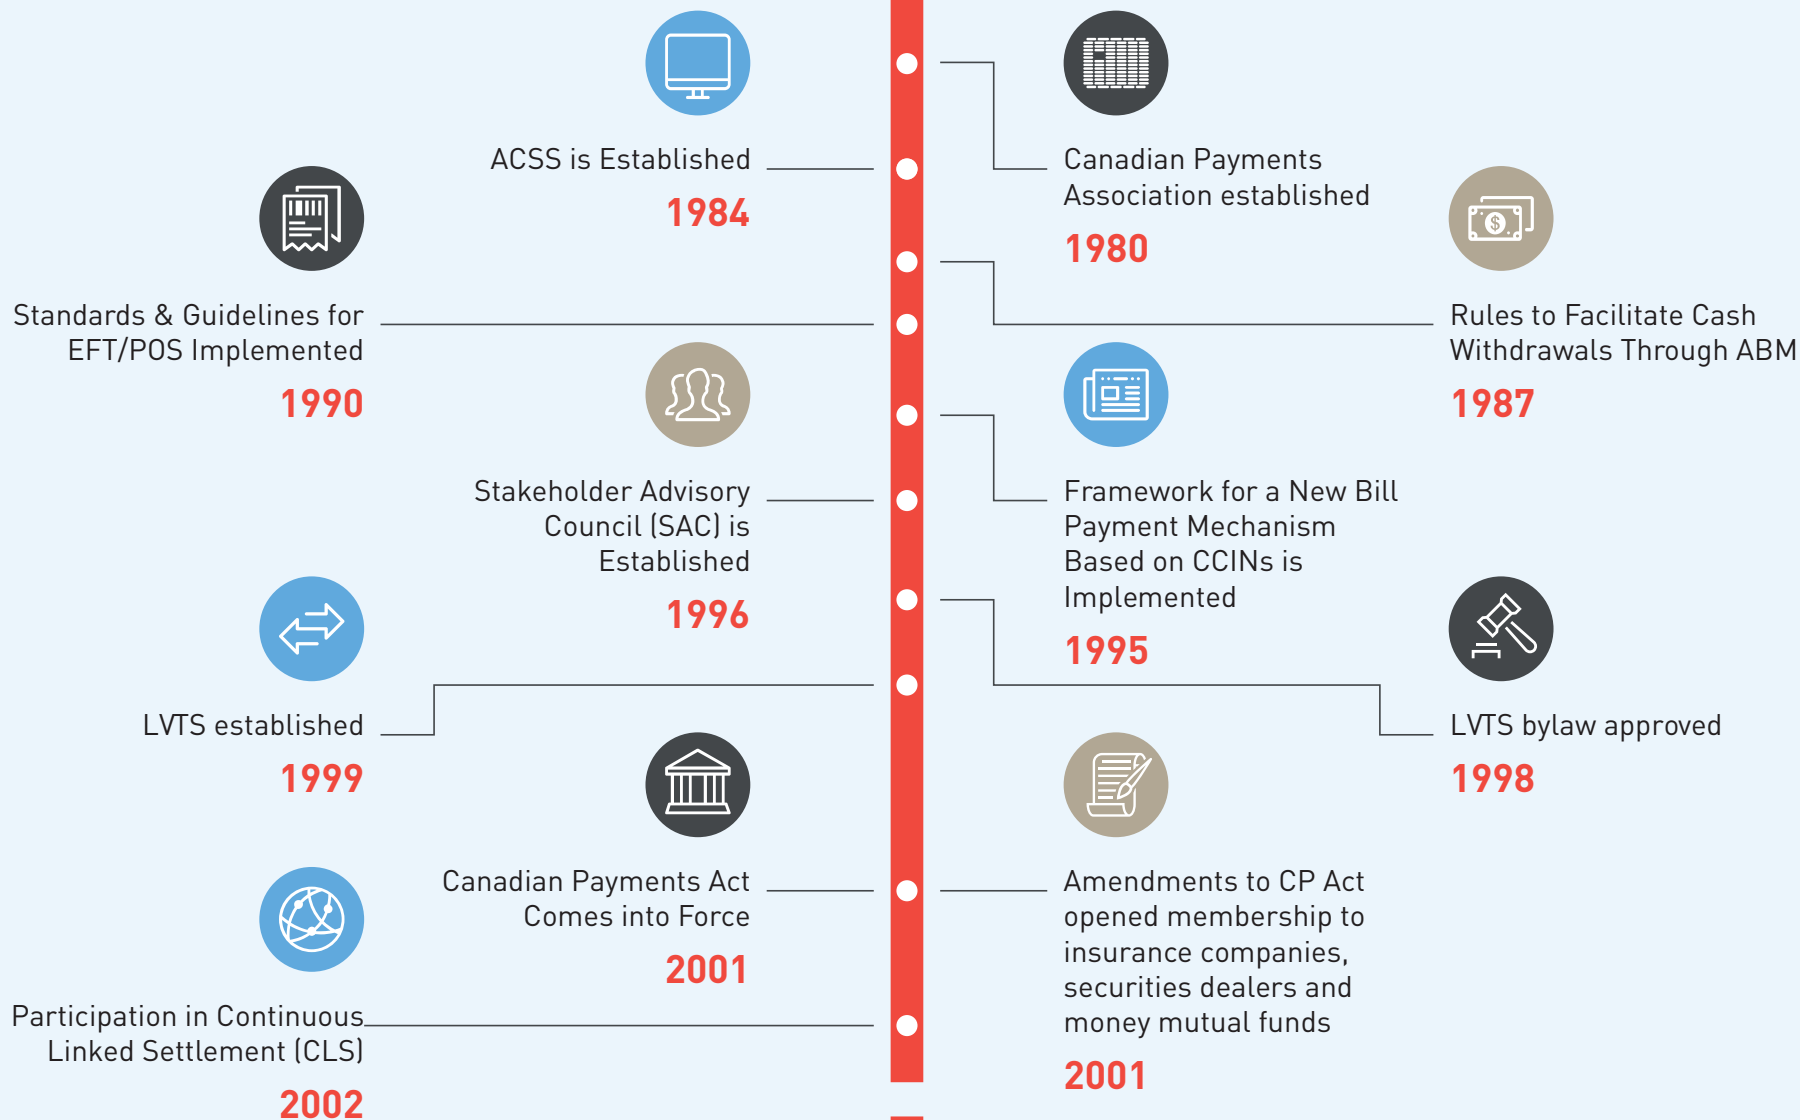 ACSS is Established
1984
Canadian Payments
Association established
1980
Standards & Guidelines for
EFT/POS Implemented
1990
Rules to Facilitate Cash
Withdrawals Through ABM
1987
Stakeholder Advisory
Council (SAC) is
Established
1996
Framework for a New Bill
Payment Mechanism
Based on CCINs is
Implemented
1995
LVTS established
1999
LVTS bylaw approved
1998
Canadian Payments Act
Comes into Force
2001
Amendments to CP Act
opened membership to
insurance companies,
securities dealers and
money mutual funds
2001
Participation in Continuous
Linked Settlement (CLS)
2002